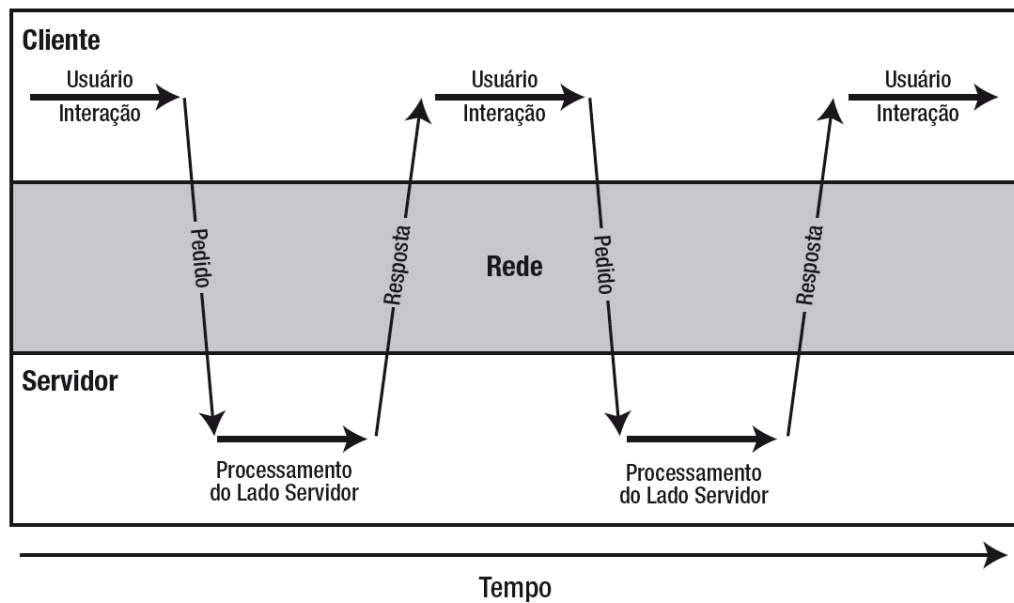 Cliente
Usuário
Interação
Usuário
Interação
Usuário
Interação
Pedido
Resposta
Rede
Pedido
Resposta
Servidor
Processamento
do Lado Servidor
Processamento
do Lado Servidor
Tempo